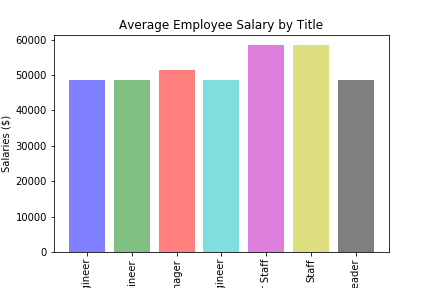 Average Employee Salary by Title
60000
50000
40000
30000
20000
10000
0
Salaries ($)
gineer
ineer
nager
gineer
r Staff
Staff
eader